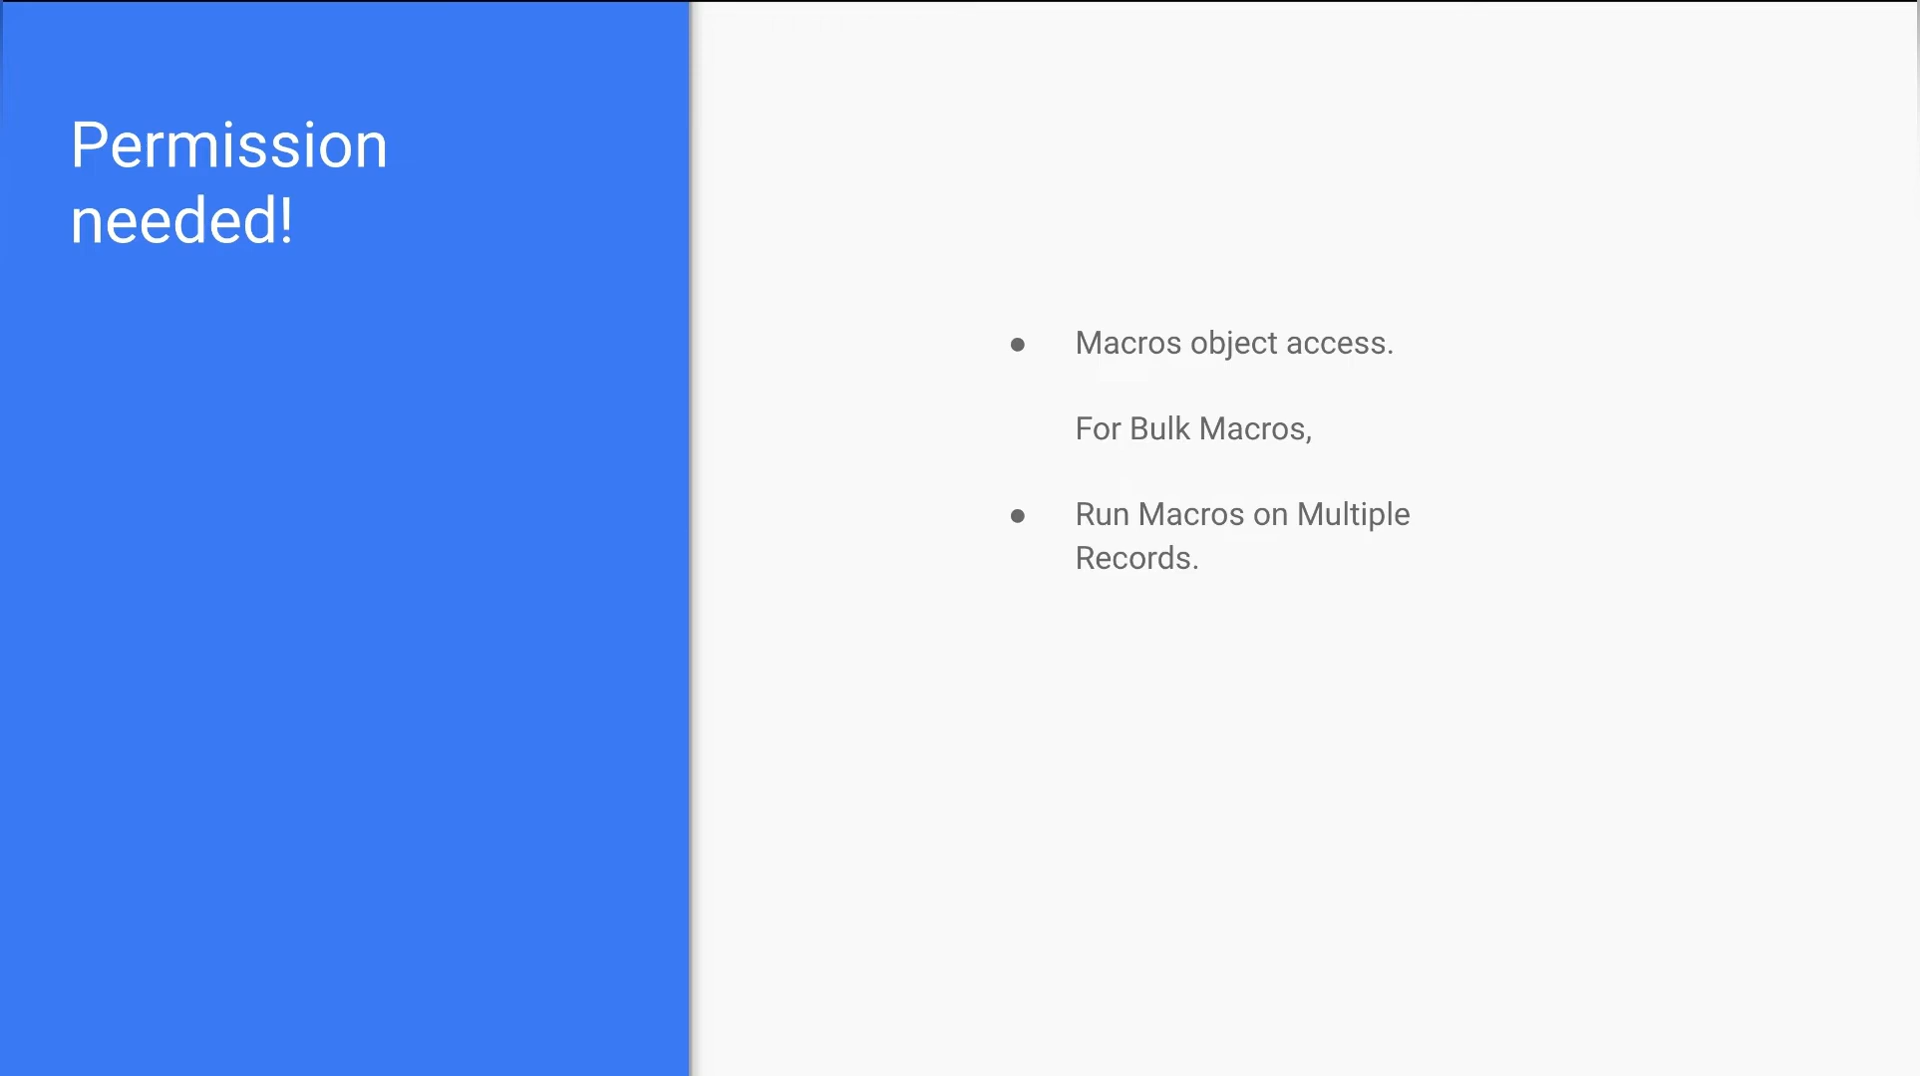 Permission
needed!
● Macros object access.
For Bulk Macros,
● Run Macros on Multiple
Records.